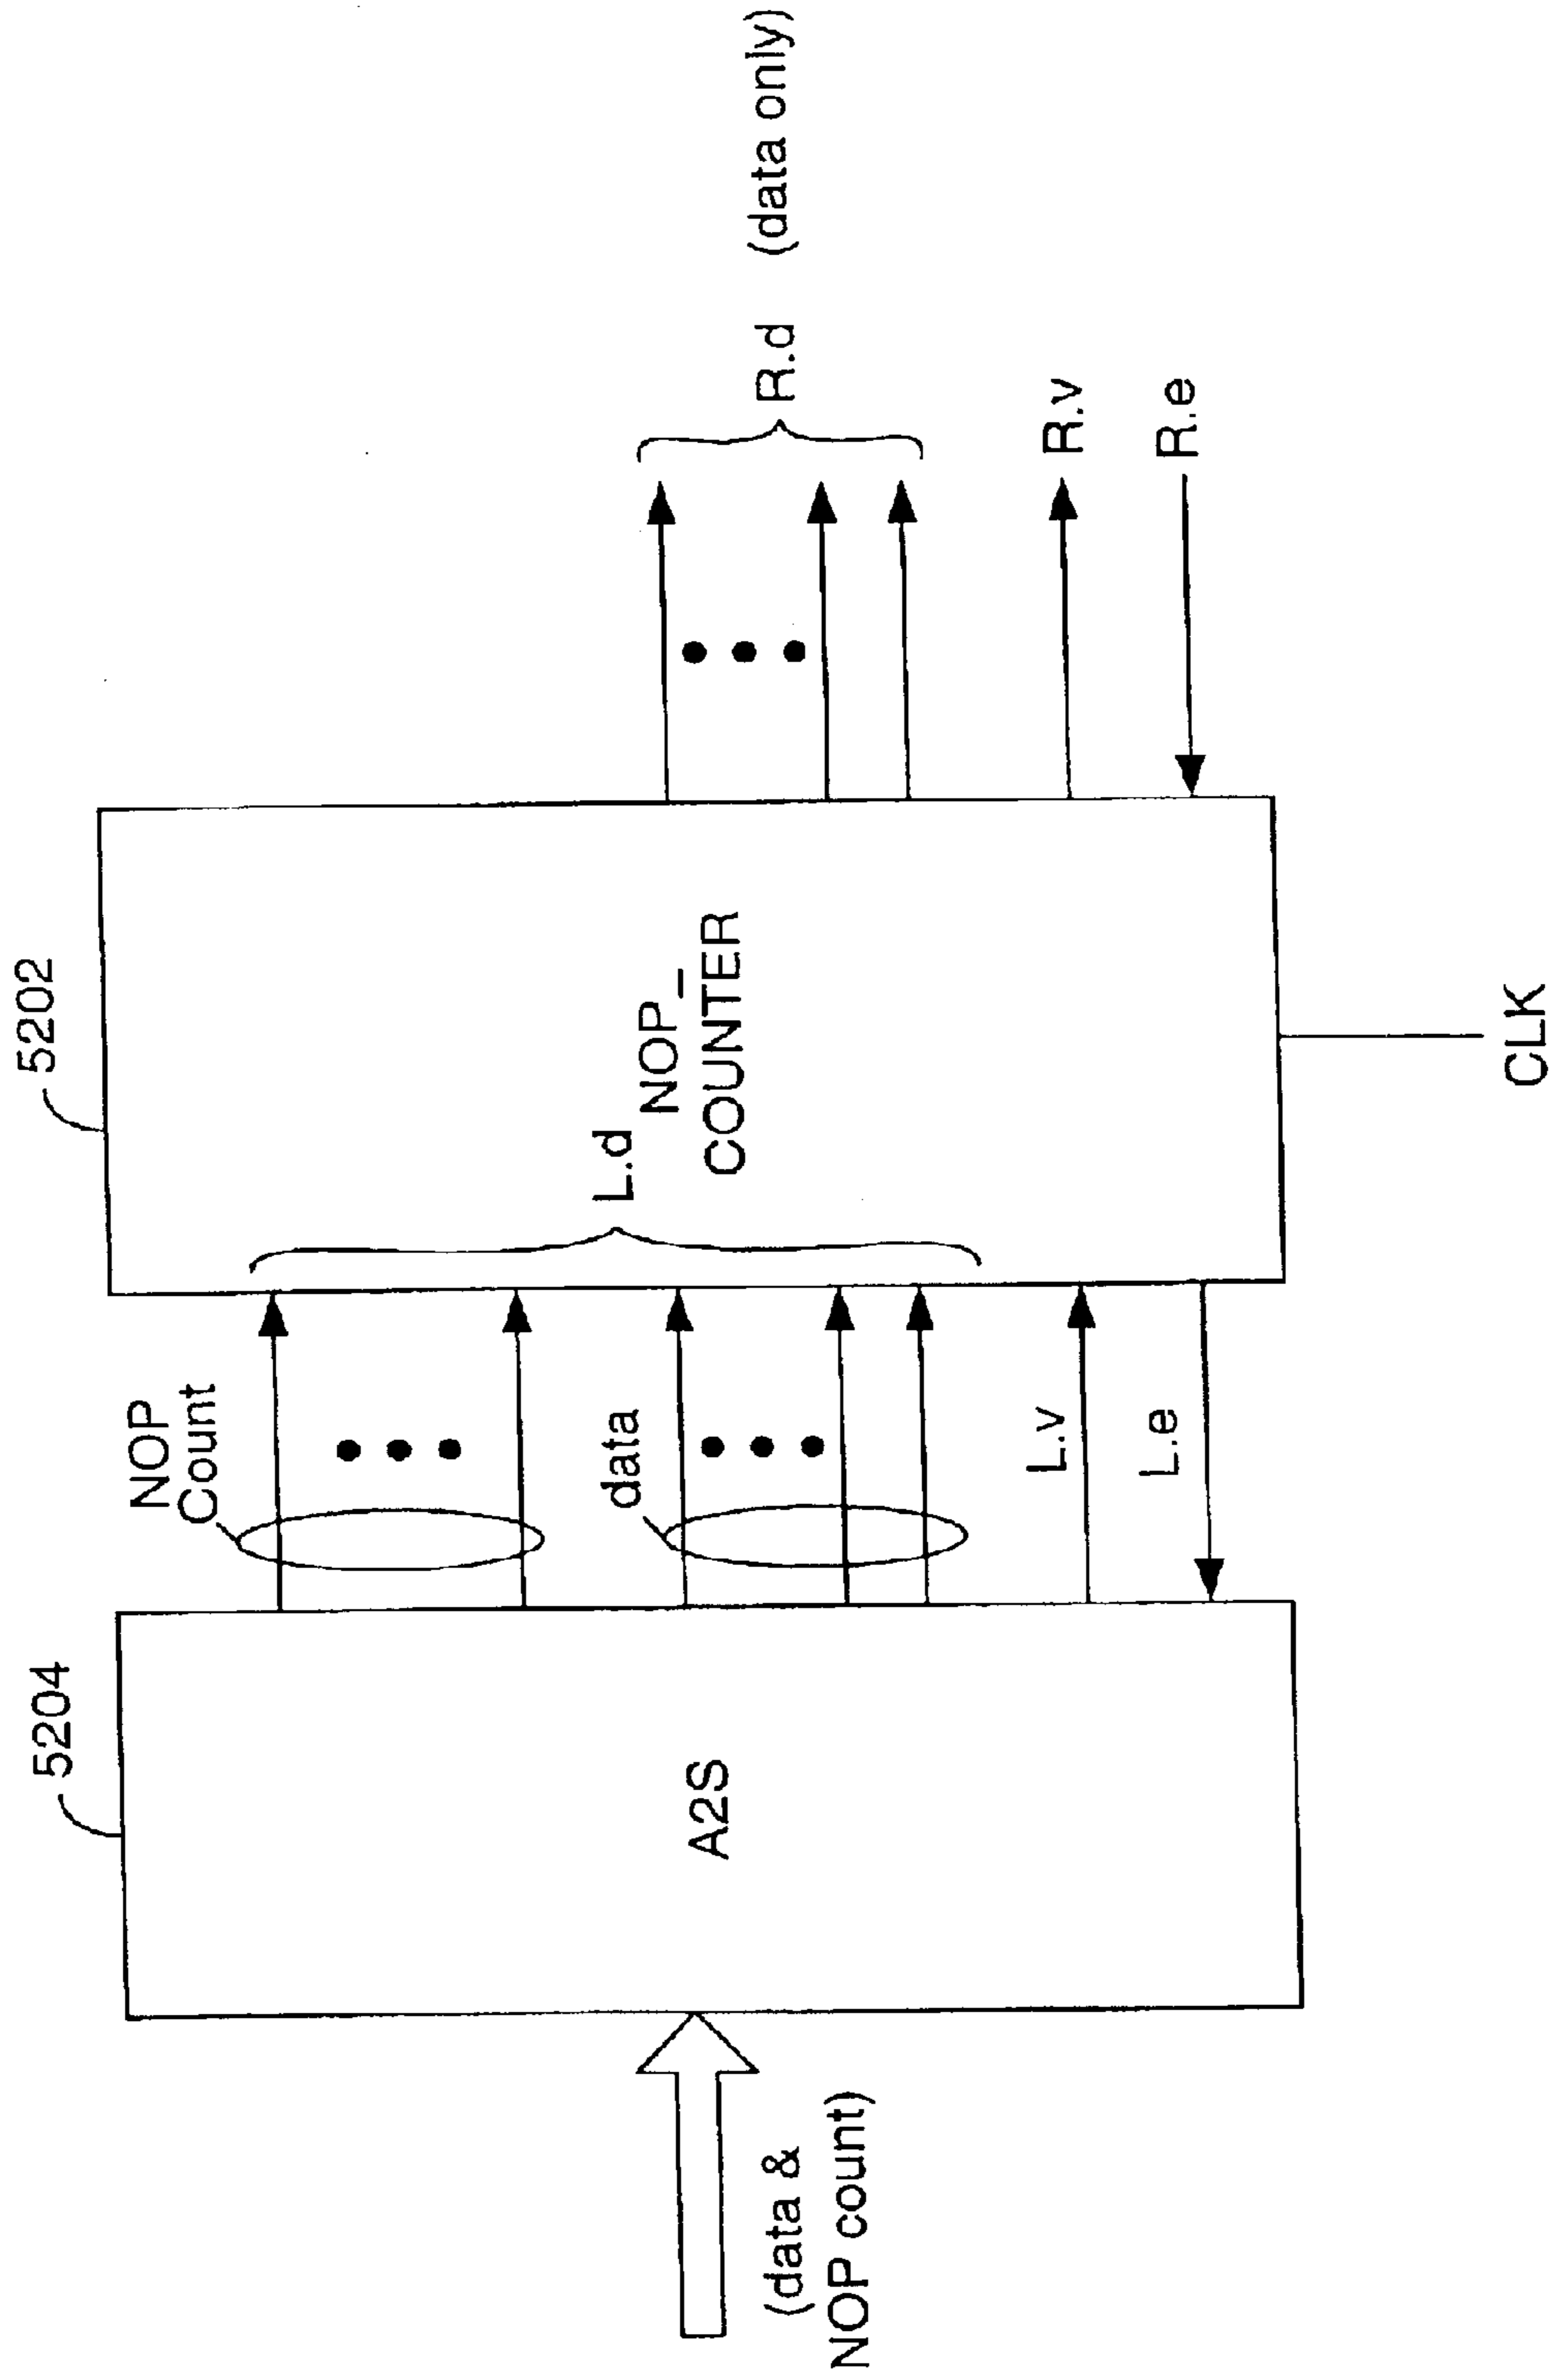 5204
5202
A2S
(data &
NOP count)
NOP
Count
data
L.v
L.e
L.d
NOP_
COUNTER
CLK
R.d (data only)
R.v
R.e